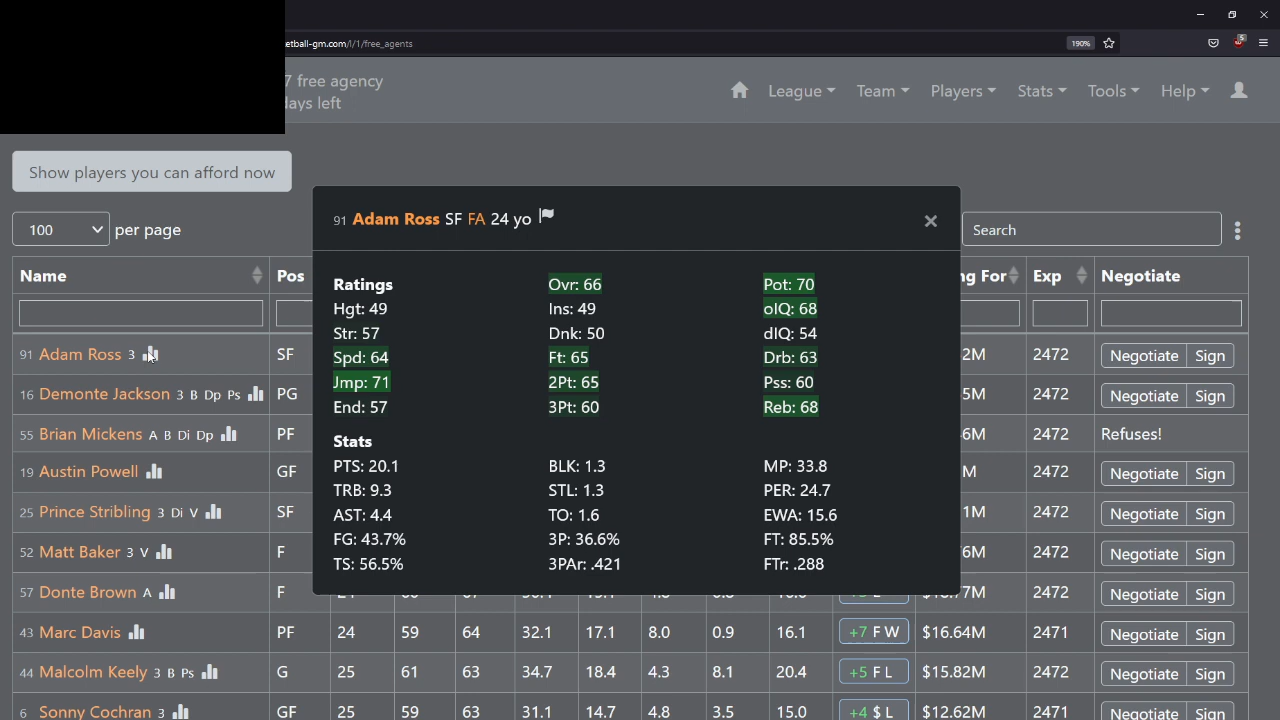 etball-gm.com/l/1/free_agents
190%
5
7 free agency
days left
League
Team
Players
Stats
Tools
Help
Show players you can afford now
100
per page
Search
Name
Pos
ng For
Exp
Negotiate
91 Adam Ross SF FA 24 yo
Ratings
Ovr: 66
Pot: 70
Hgt: 49
Ins: 49
oIQ: 68
Str: 57
Dnk: 50
dIQ: 54
Spd: 64
Ft: 65
Drb: 63
Jmp: 71
2Pt: 65
Pss: 60
End: 57
3Pt: 60
Reb: 68
Stats
PTS: 20.1
BLK: 1.3
MP: 33.8
TRB: 9.3
STL: 1.3
PER: 24.7
AST: 4.4
TO: 1.6
EWA: 15.6
FG: 43.7%
3P: 36.6%
FT: 85.5%
TS: 56.5%
3PAr: .421
FTr: .288
91 Adam Ross 3 SF 2M 2472 Negotiate Sign
16 Demonte Jackson 3 B Dp Ps PG 5M 2472 Negotiate Sign
55 Brian Mickens A B Di Dp PF 6M 2472 Refuses!
19 Austin Powell GF M 2472 Negotiate Sign
25 Prince Stribling 3 Di V SF 1M 2472 Negotiate Sign
52 Matt Baker 3 V F 6M 2472 Negotiate Sign
57 Donte Brown A F 2472 Negotiate Sign
43 Marc Davis PF 24 59 64 32.1 17.1 8.0 0.9 16.1 +7 F W $16.64M 2471 Negotiate Sign
44 Malcolm Keely 3 B Ps G 25 61 63 34.7 18.4 4.3 8.1 20.4 +5 F L $15.82M 2472 Negotiate Sign
6 Sonny Cochran 3 GF 25 59 63 31.1 14.7 4.8 3.5 15.0 +4 $ L $12.62M 2471 Negotiate Sign